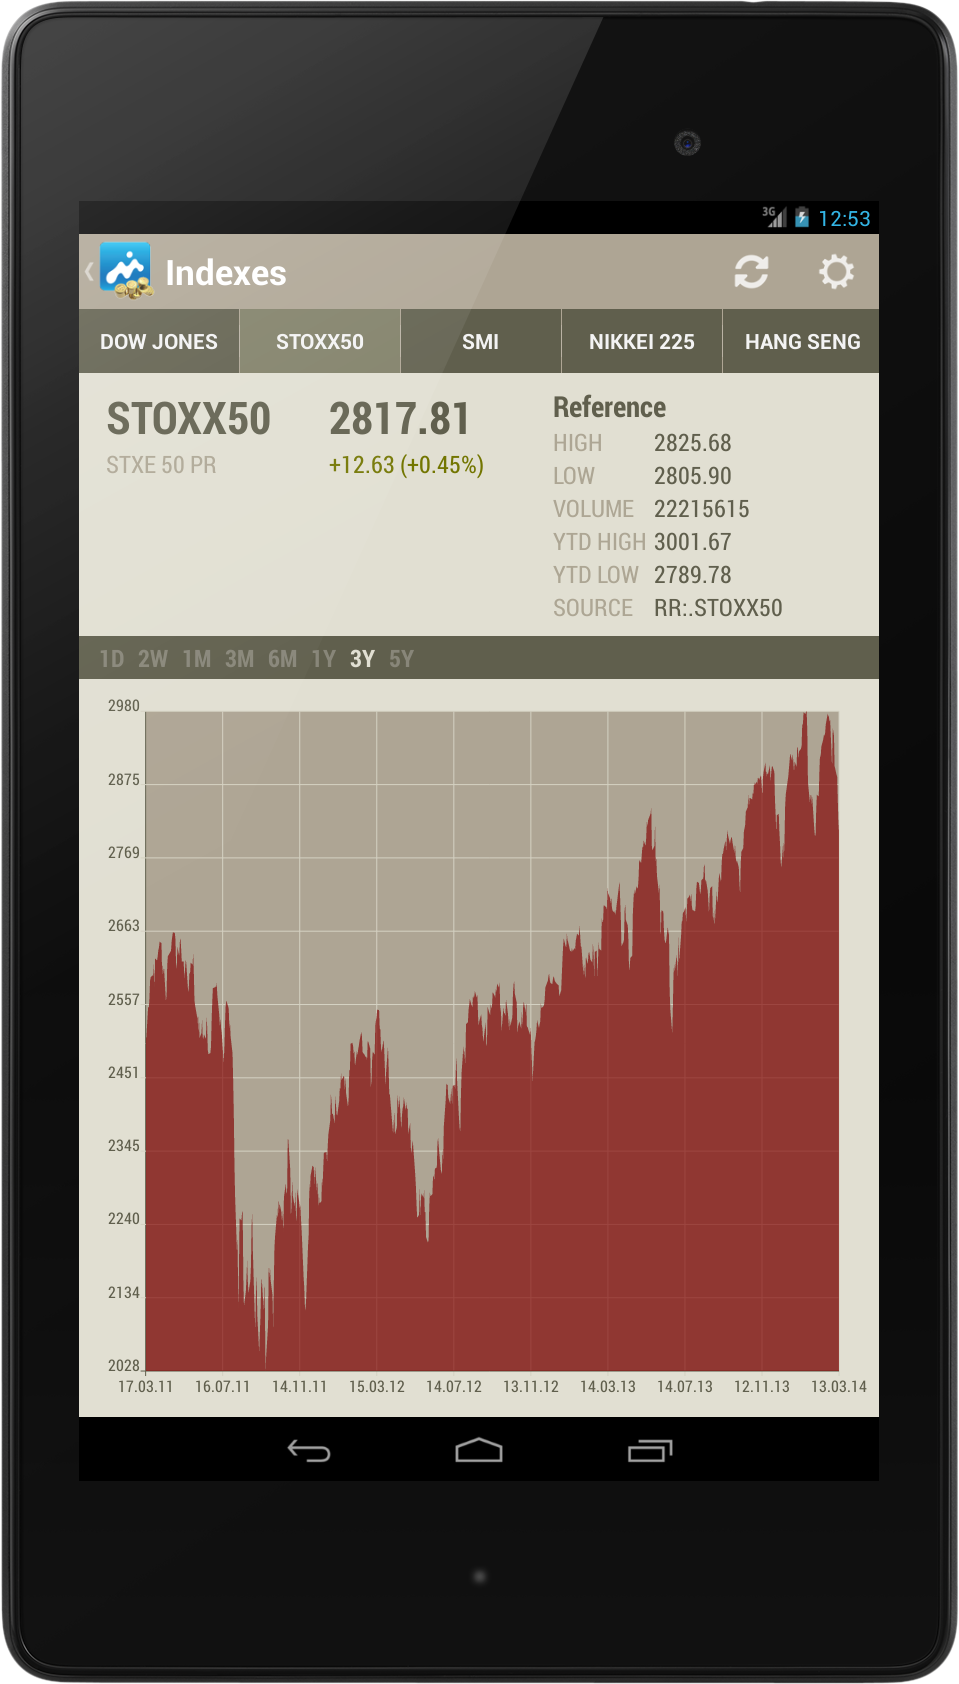 3G 12:53
Indexes
DOW JONES STOXX50 SMI NIKKEI 225 HANG SENG
STOXX50 2817.81
STXE 50 PR +12.63 (+0.45%)
Reference
HIGH 2825.68
LOW 2805.90
VOLUME 22215615
YTD HIGH 3001.67
YTD LOW 2789.78
SOURCE RR:.STOXX50
1D 2W 1M 3M 6M 1Y 3Y 5Y
2980
2875
2769
2663
2557
2451
2345
2240
2134
2028
17.03.11 16.07.11 14.11.11 15.03.12 14.07.12 13.11.12 14.03.13 14.07.13 12.11.13 13.03.14